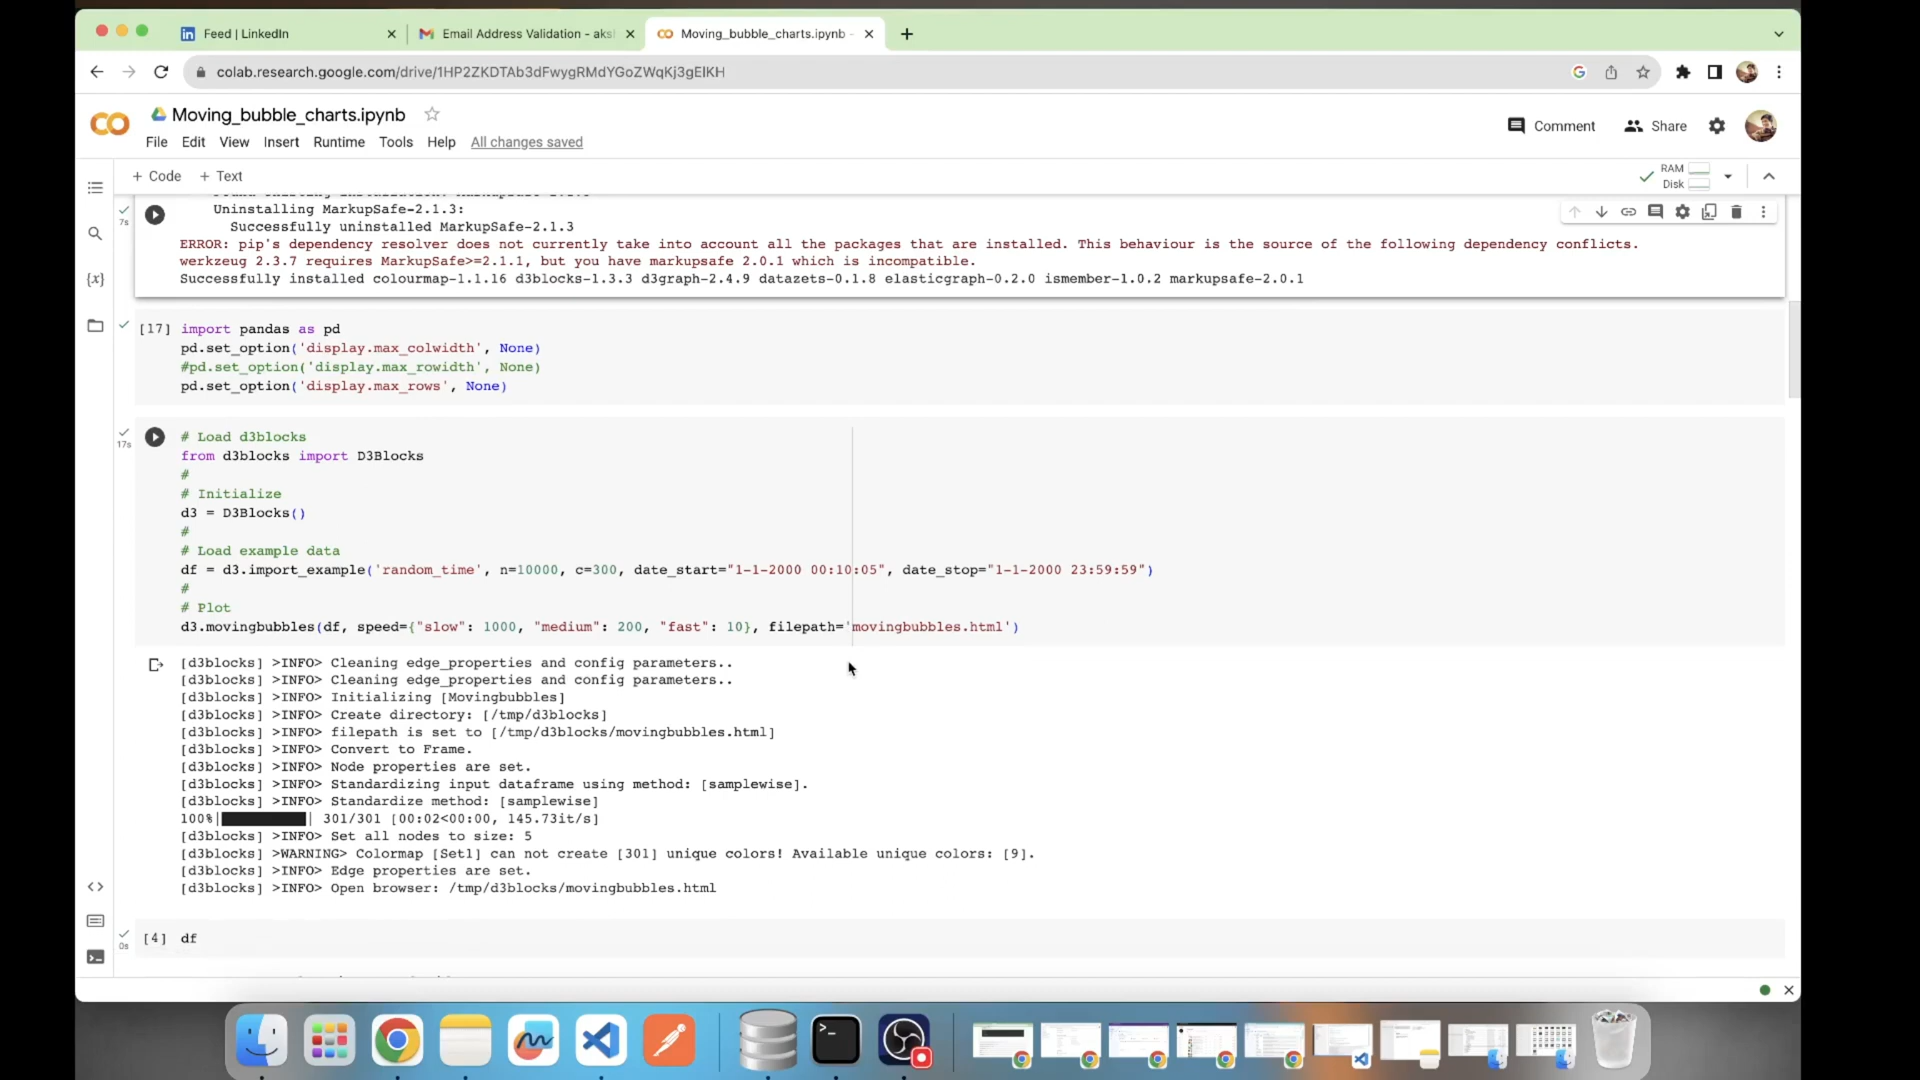 Feed | LinkedIn
Email Address Validation - aks
Moving_bubble_charts.ipynb -
colab.research.google.com/drive/1HP2ZKDTAb3dFwygRMdYGoZWqKj3gElKH
Moving_bubble_charts.ipynb
Comment
Share
File Edit View Insert Runtime Tools Help All changes saved
+ Code + Text
RAM
Disk
Uninstalling MarkupSafe-2.1.3:
7s
Successfully uninstalled MarkupSafe-2.1.3
ERROR: pip's dependency resolver does not currently take into account all the packages that are installed. This behaviour is the source of the following dependency conflicts.
werkzeug 2.3.7 requires MarkupSafe>=2.1.1, but you have markupsafe 2.0.1 which is incompatible.
Successfully installed colourmap-1.1.16 d3blocks-1.3.3 d3graph-2.4.9 datazets-0.1.8 elasticgraph-0.2.0 ismember-1.0.2 markupsafe-2.0.1
{x}
[17] import pandas as pd
pd.set_option('display.max_colwidth', None)
#pd.set_option('display.max_rowidth', None)
pd.set_option('display.max_rows', None)
17s
# Load d3blocks
from d3blocks import D3Blocks
#
# Initialize
d3 = D3Blocks()
#
# Load example data
df = d3.import_example('random_time', n=10000, c=300, date_start="1-1-2000 00:10:05", date_stop="1-1-2000 23:59:59")
#
# Plot
d3.movingbubbles(df, speed={"slow": 1000, "medium": 200, "fast": 10}, filepath='movingbubbles.html')
[d3blocks] >INFO> Cleaning edge_properties and config parameters..
[d3blocks] >INFO> Cleaning edge_properties and config parameters..
[d3blocks] >INFO> Initializing [Movingbubbles]
[d3blocks] >INFO> Create directory: [/tmp/d3blocks]
[d3blocks] >INFO> filepath is set to [/tmp/d3blocks/movingbubbles.html]
[d3blocks] >INFO> Convert to Frame.
[d3blocks] >INFO> Node properties are set.
[d3blocks] >INFO> Standardizing input dataframe using method: [samplewise].
[d3blocks] >INFO> Standardize method: [samplewise]
100%|██████████| 301/301 [00:02<00:00, 145.73it/s]
[d3blocks] >INFO> Set all nodes to size: 5
[d3blocks] >WARNING> Colormap [Set1] can not create [301] unique colors! Available unique colors: [9].
[d3blocks] >INFO> Edge properties are set.
[d3blocks] >INFO> Open browser: /tmp/d3blocks/movingbubbles.html
[4] df
0s